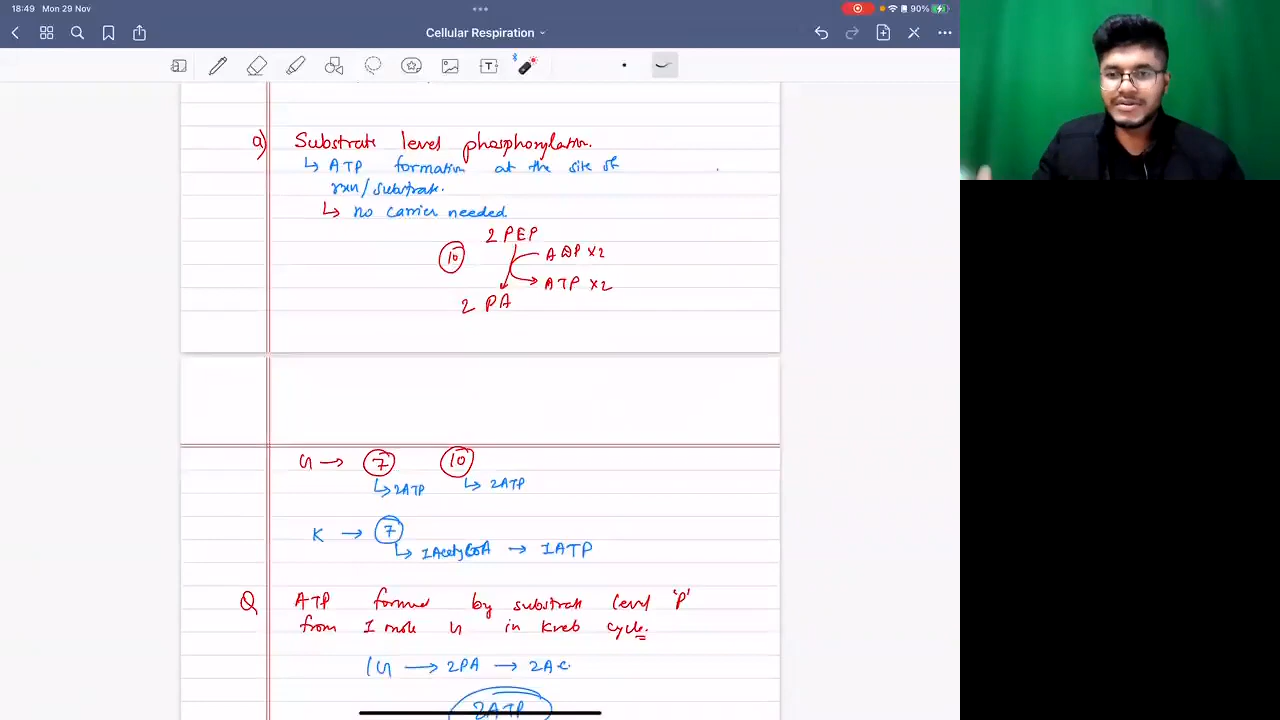 18:49 Mon 29 Nov
90%
Cellular Respiration
a) Substrate level phosphorylation.
↳ ATP formation at the site of
rxn/substrate.
↳ no carrier needed.
2 PEP
10
ADP x2
ATP x2
2 PA
G → 7 10
↳ 2ATP ↳ 2ATP
K → 7
↳ 1Acetyl CoA → 1ATP
Q ATP formed by substrate level 'P'
from 1 mole G in Kreb cycle.
1G → 2PA → 2AC.
2ATP